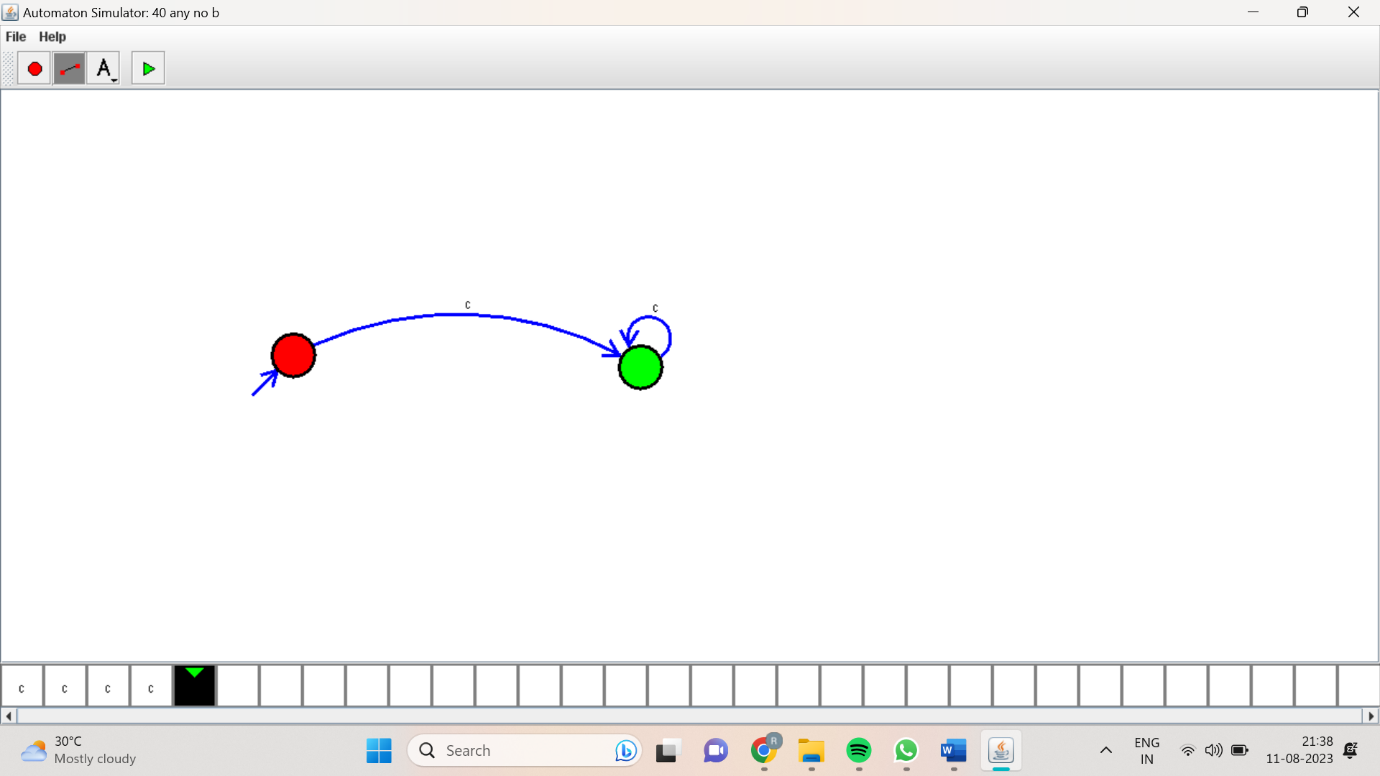 Automaton Simulator: 40 any no b
File Help
A
c
c
c c c c
30°C
Mostly cloudy
Search
R
W
ENG
IN
21:38
11-08-2023